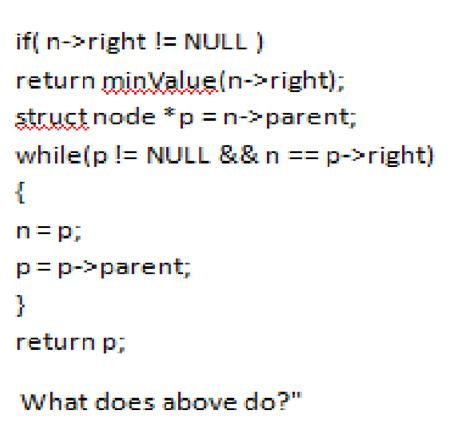 if( n->right != NULL )
return minValue(n->right);
struct node *p = n->parent;
while(p != NULL && n == p->right)
{
n = p;
p = p->parent;
}
return p;
What does above do?"